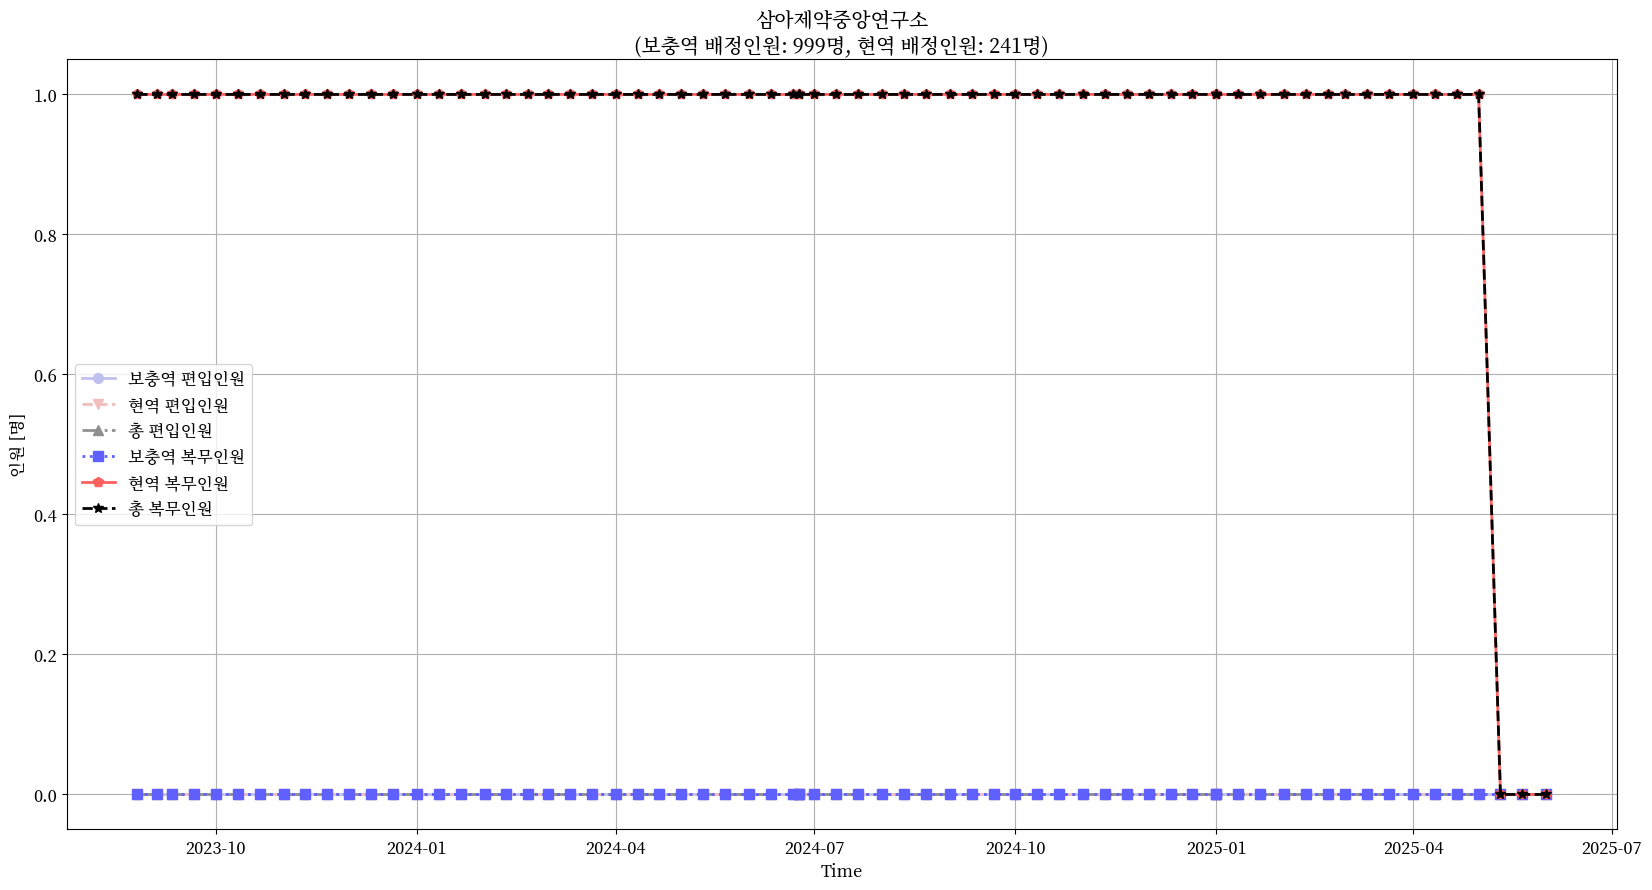 삼아제약중앙연구소
(보충역 배정인원: 999명, 현역 배정인원: 241명)
1.0
0.8
0.6
0.4
0.2
0.0
인원 [명]
보충역 편입인원
현역 편입인원
총 편입인원
보충역 복무인원
현역 복무인원
총 복무인원
2023-10
2024-01
2024-04
2024-07
2024-10
2025-01
2025-04
2025-07
Time